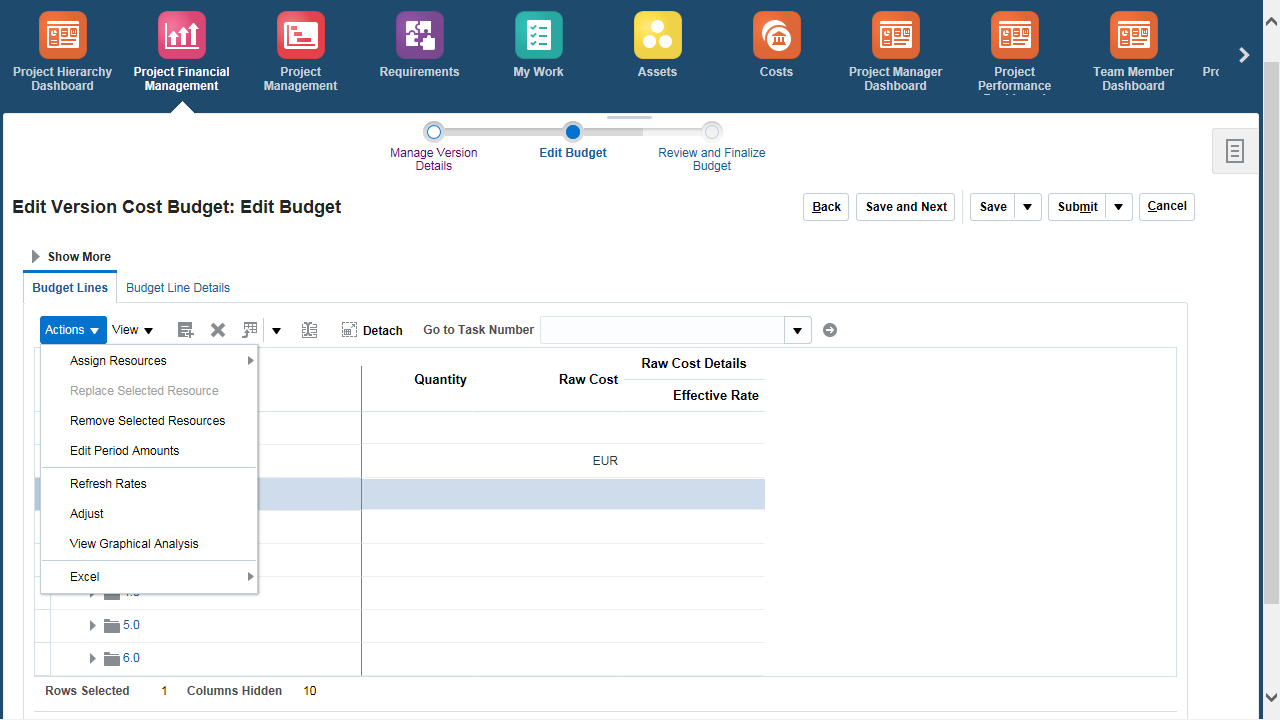 Project Hierarchy Dashboard
Project Financial Management
Project Management
Requirements
My Work
Assets
Costs
Project Manager Dashboard
Project Performance
Team Member Dashboard
Manage Version Details
Edit Budget
Review and Finalize Budget
Edit Version Cost Budget: Edit Budget
Back
Save and Next
Save
Submit
Cancel
Show More
Budget Lines
Budget Line Details
Actions
View
Detach
Go to Task Number
Assign Resources
Replace Selected Resource
Remove Selected Resources
Edit Period Amounts
Refresh Rates
Adjust
View Graphical Analysis
Excel
Quantity
Raw Cost
Raw Cost Details
Effective Rate
EUR
5.0
6.0
Rows Selected 1 Columns Hidden 10